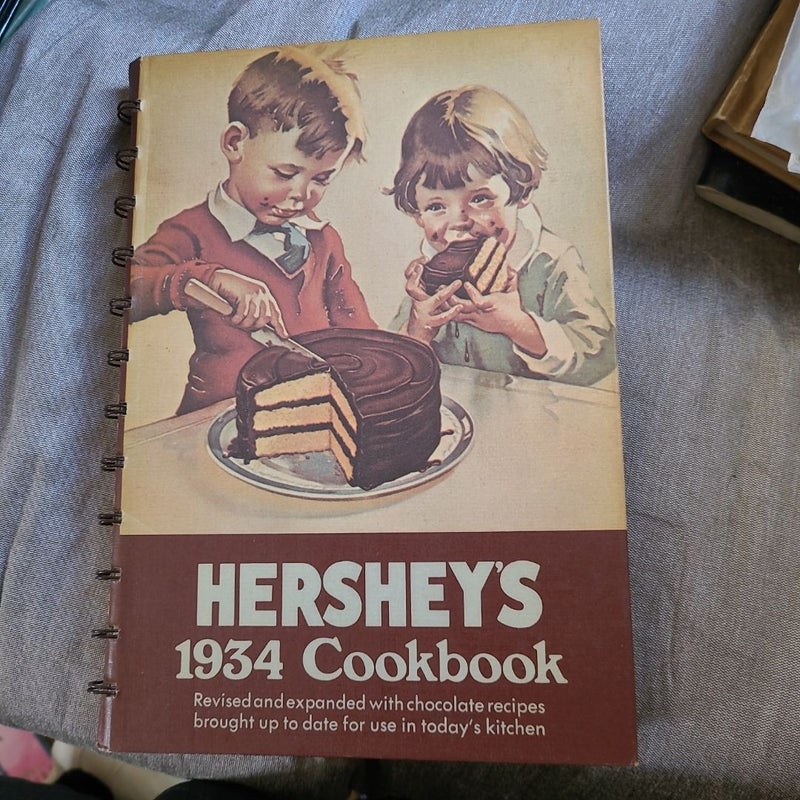 HERSHEY'S
1934 Cookbook
Revised and expanded with chocolate recipes
brought up to date for use in today's kitchen